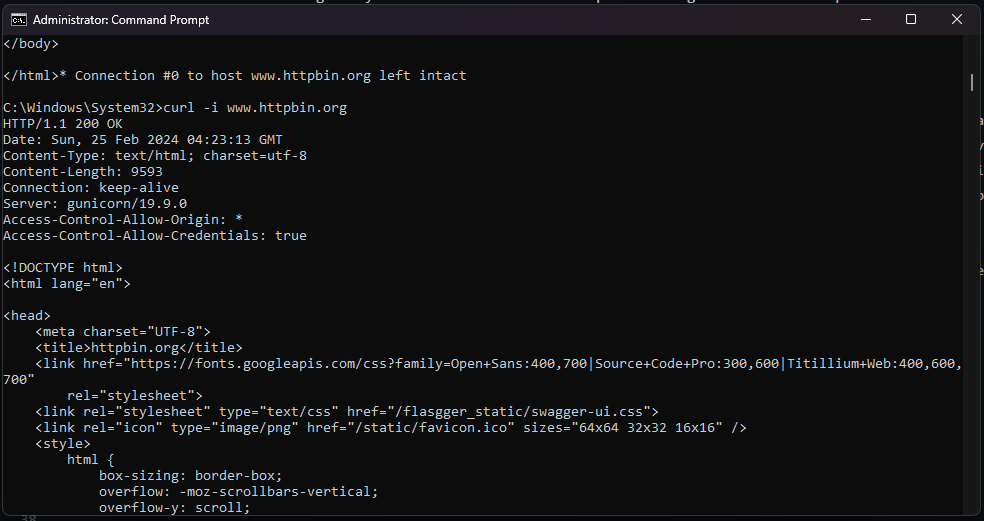 Administrator: Command Prompt
</body>
</html>* Connection #0 to host www.httpbin.org left intact
C:\Windows\System32>curl -i www.httpbin.org
HTTP/1.1 200 OK
Date: Sun, 25 Feb 2024 04:23:13 GMT
Content-Type: text/html; charset=utf-8
Content-Length: 9593
Connection: keep-alive
Server: gunicorn/19.9.0
Access-Control-Allow-Origin: *
Access-Control-Allow-Credentials: true
<!DOCTYPE html>
<html lang="en">
<head>
    <meta charset="UTF-8">
    <title>httpbin.org</title>
    <link href="https://fonts.googleapis.com/css?family=Open+Sans:400,700|Source+Code+Pro:300,600|Titillium+Web:400,600,
700"
        rel="stylesheet">
    <link rel="stylesheet" type="text/css" href="/flasgger_static/swagger-ui.css">
    <link rel="icon" type="image/png" href="/static/favicon.ico" sizes="64x64 32x32 16x16" />
    <style>
        html {
            box-sizing: border-box;
            overflow: -moz-scrollbars-vertical;
            overflow-y: scroll;